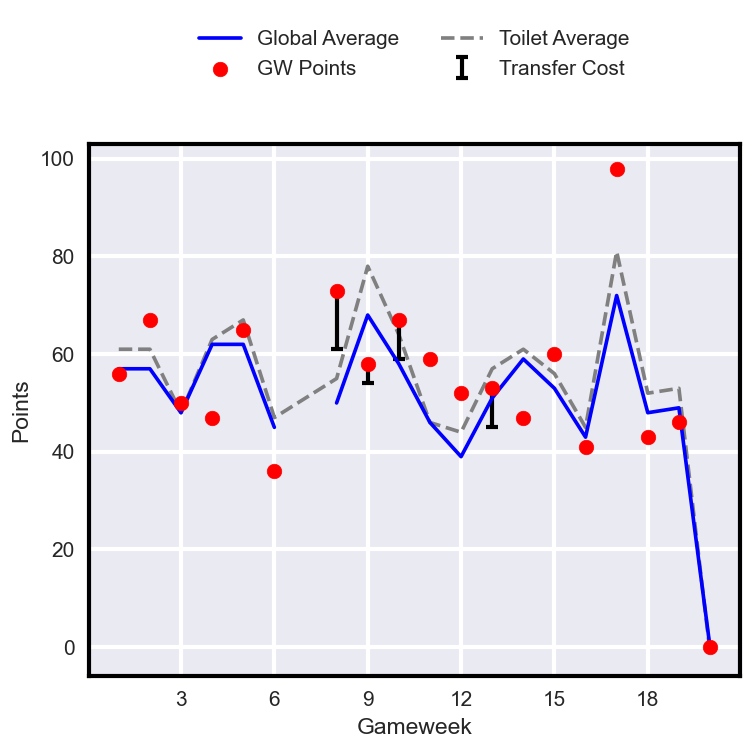 Global Average
Toilet Average
GW Points
Transfer Cost
100
80
60
40
20
0
Points
3 6 9 12 15 18
Gameweek